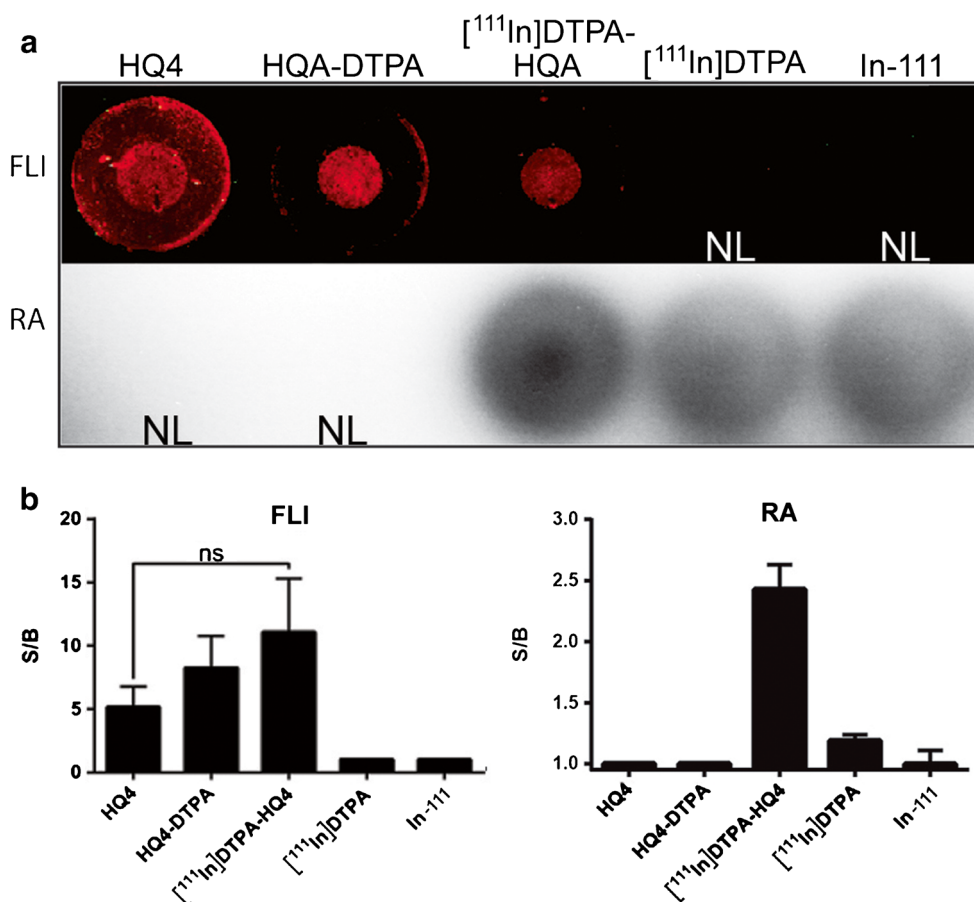 a
HQ4 HQA-DTPA [¹¹¹In]DTPA-HQA [¹¹¹In]DTPA In-111
FLI
NL NL
RA
NL NL
b
FLI
20
15
10
5
0
S/B
ns
HQ4
HQ4-DTPA
[¹¹¹In]DTPA-HQ4
[¹¹¹In]DTPA
In-¹¹¹
RA
3.0
2.5
2.0
1.5
1.0
S/B
HQ4
HQ4-DTPA
[¹¹¹In]DTPA-HQ4
[¹¹¹In]DTPA
In-¹¹¹